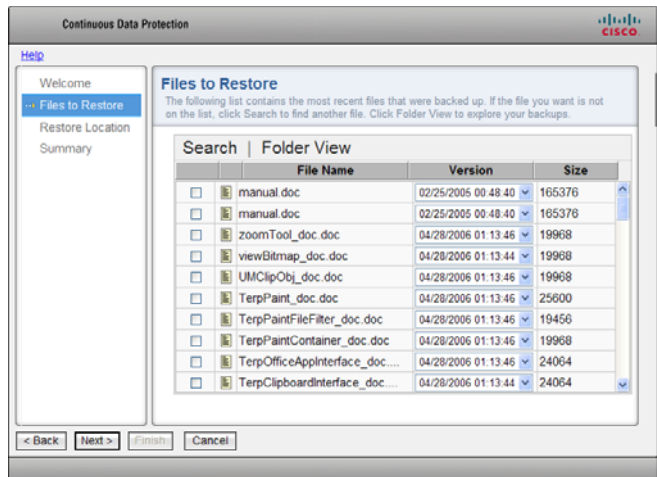 Continuous Data Protection
CISCO.
Help
Welcome
Files to Restore
Restore Location
Summary
Files to Restore
The following list contains the most recent files that were backed up. If the file you want is not
on the list, click Search to find another file. Click Folder View to explore your backups.
Search | Folder View
File Name Version Size
manual.doc 02/25/2005 00:48:40 165376
manual.doc 02/25/2005 00:48:40 165376
zoomTool_doc.doc 04/28/2006 01:13:46 19968
viewBitmap_doc.doc 04/28/2006 01:13:44 19968
UMClipObj_doc.doc 04/28/2006 01:13:46 19968
TerpPaint_doc.doc 04/28/2006 01:13:46 25600
TerpPaintFileFilter_doc.doc 04/28/2006 01:13:46 19456
TerpPaintContainer_doc.doc 04/28/2006 01:13:46 19968
TerpOfficeAppInterface_doc.... 04/28/2006 01:13:46 24064
TerpClipboardInterface_doc.... 04/28/2006 01:13:44 24064
< Back Next > Finish Cancel